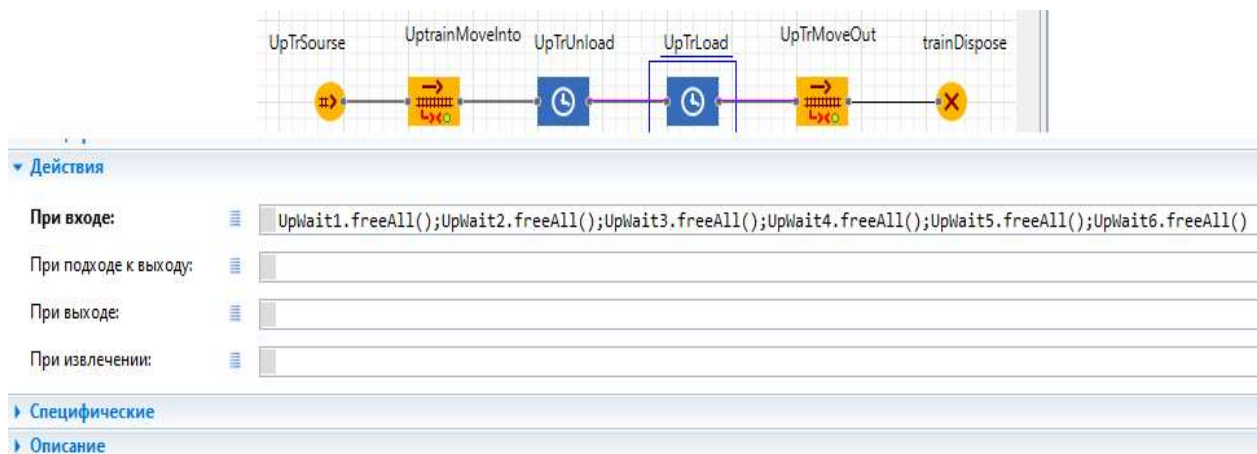 UpTrSourse UptrainMoveInto UpTrUnload UpTrLoad UpTrMoveOut trainDispose
Действия
При входе: UpWait1.freeAll();UpWait2.freeAll();UpWait3.freeAll();UpWait4.freeAll();UpWait5.freeAll();UpWait6.freeAll()
При подходе к выходу:
При выходе:
При извлечении:
Специфические
Описание